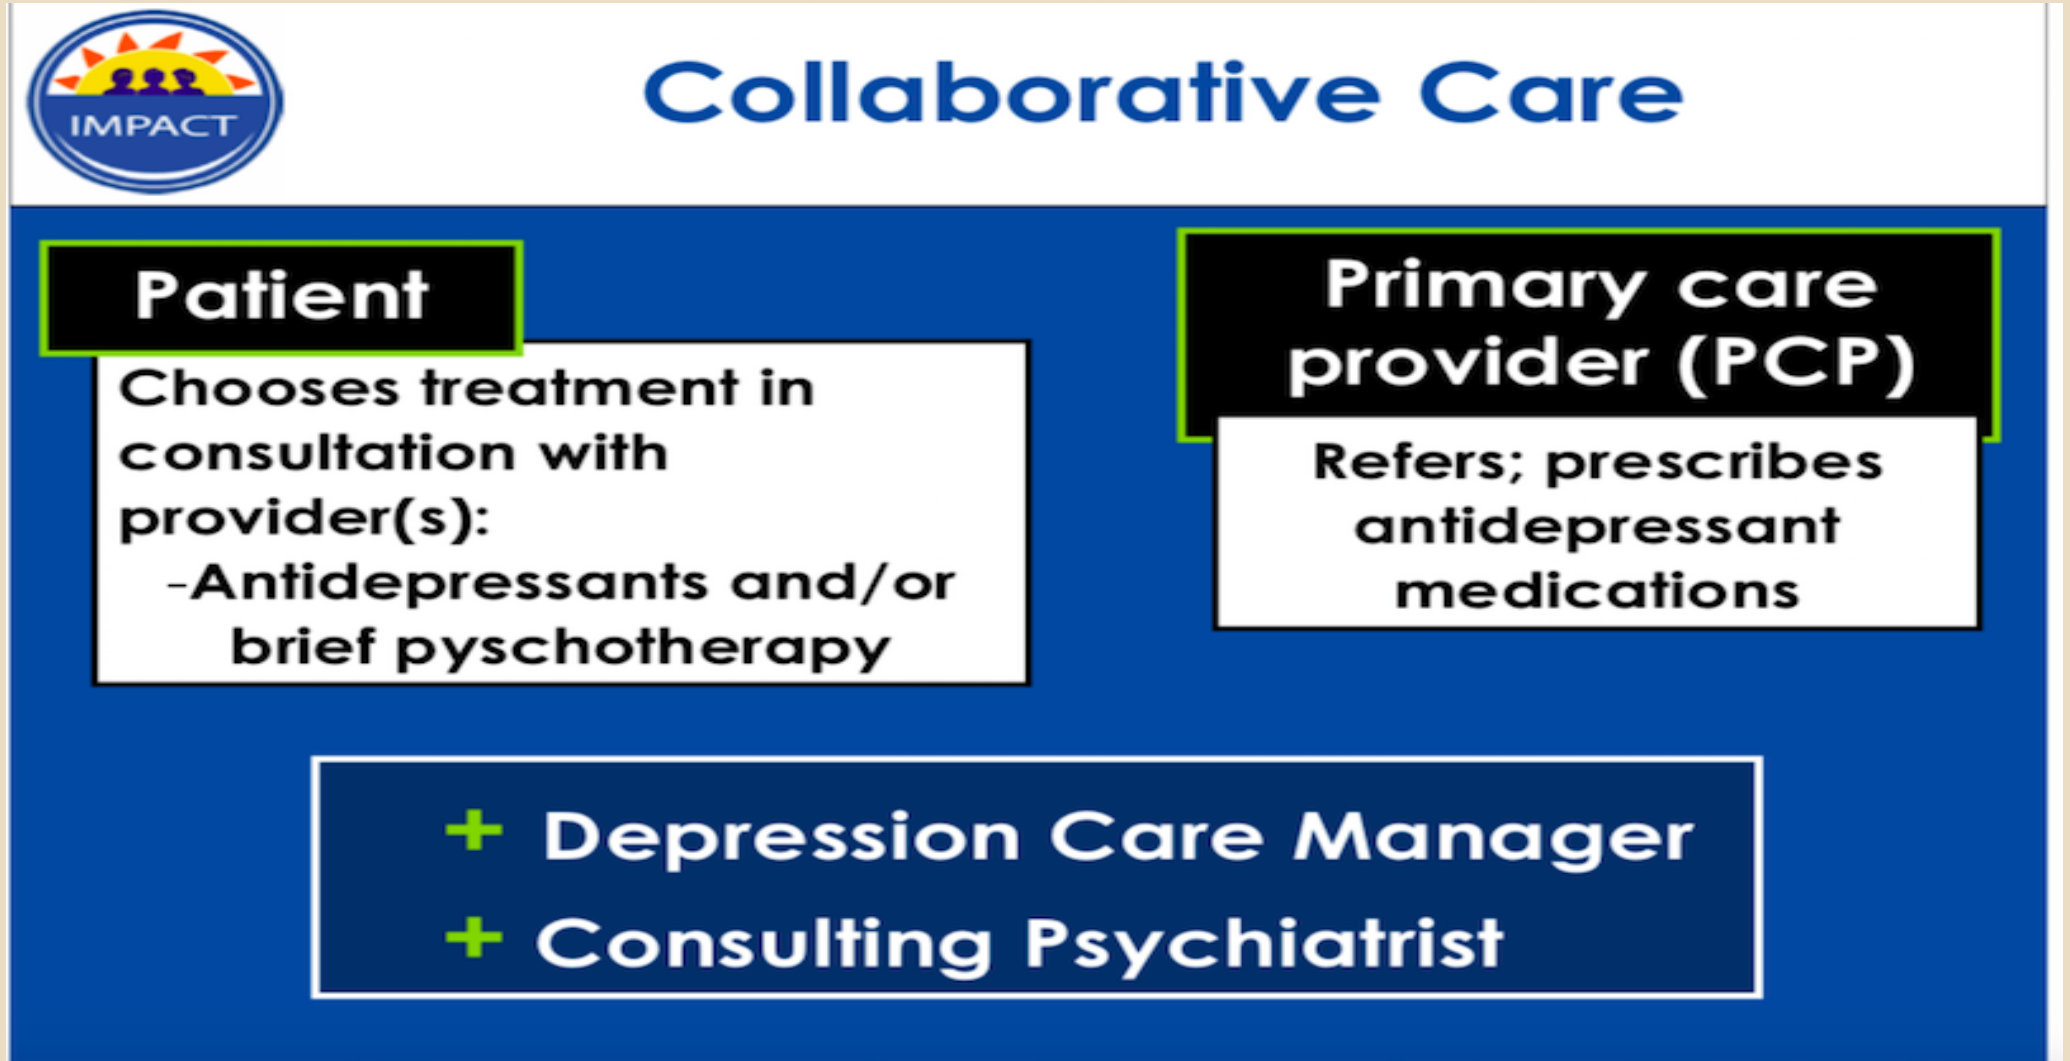 IMPACT
Collaborative Care
Patient
Chooses treatment in
consultation with
provider(s):
-Antidepressants and/or
brief pyschotherapy
Primary care
provider (PCP)
Refers; prescribes
antidepressant
medications
+ Depression Care Manager
+ Consulting Psychiatrist